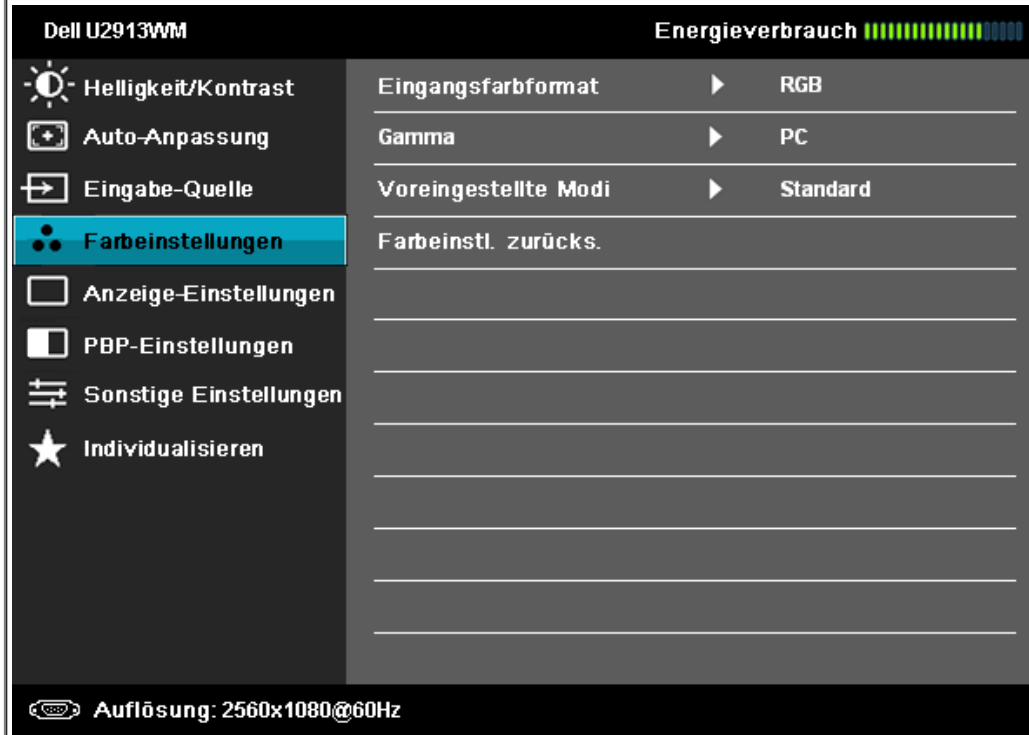 Dell U2913WM Energieverbrauch
Helligkeit/Kontrast
Auto-Anpassung
Eingabe-Quelle
Farbeinstellungen
Anzeige-Einstellungen
PBP-Einstellungen
Sonstige Einstellungen
Individualisieren
Eingangsfarbformat RGB
Gamma PC
Voreingestellte Modi Standard
Farbeinstl. zurücks.
Auflösung: 2560x1080@60Hz